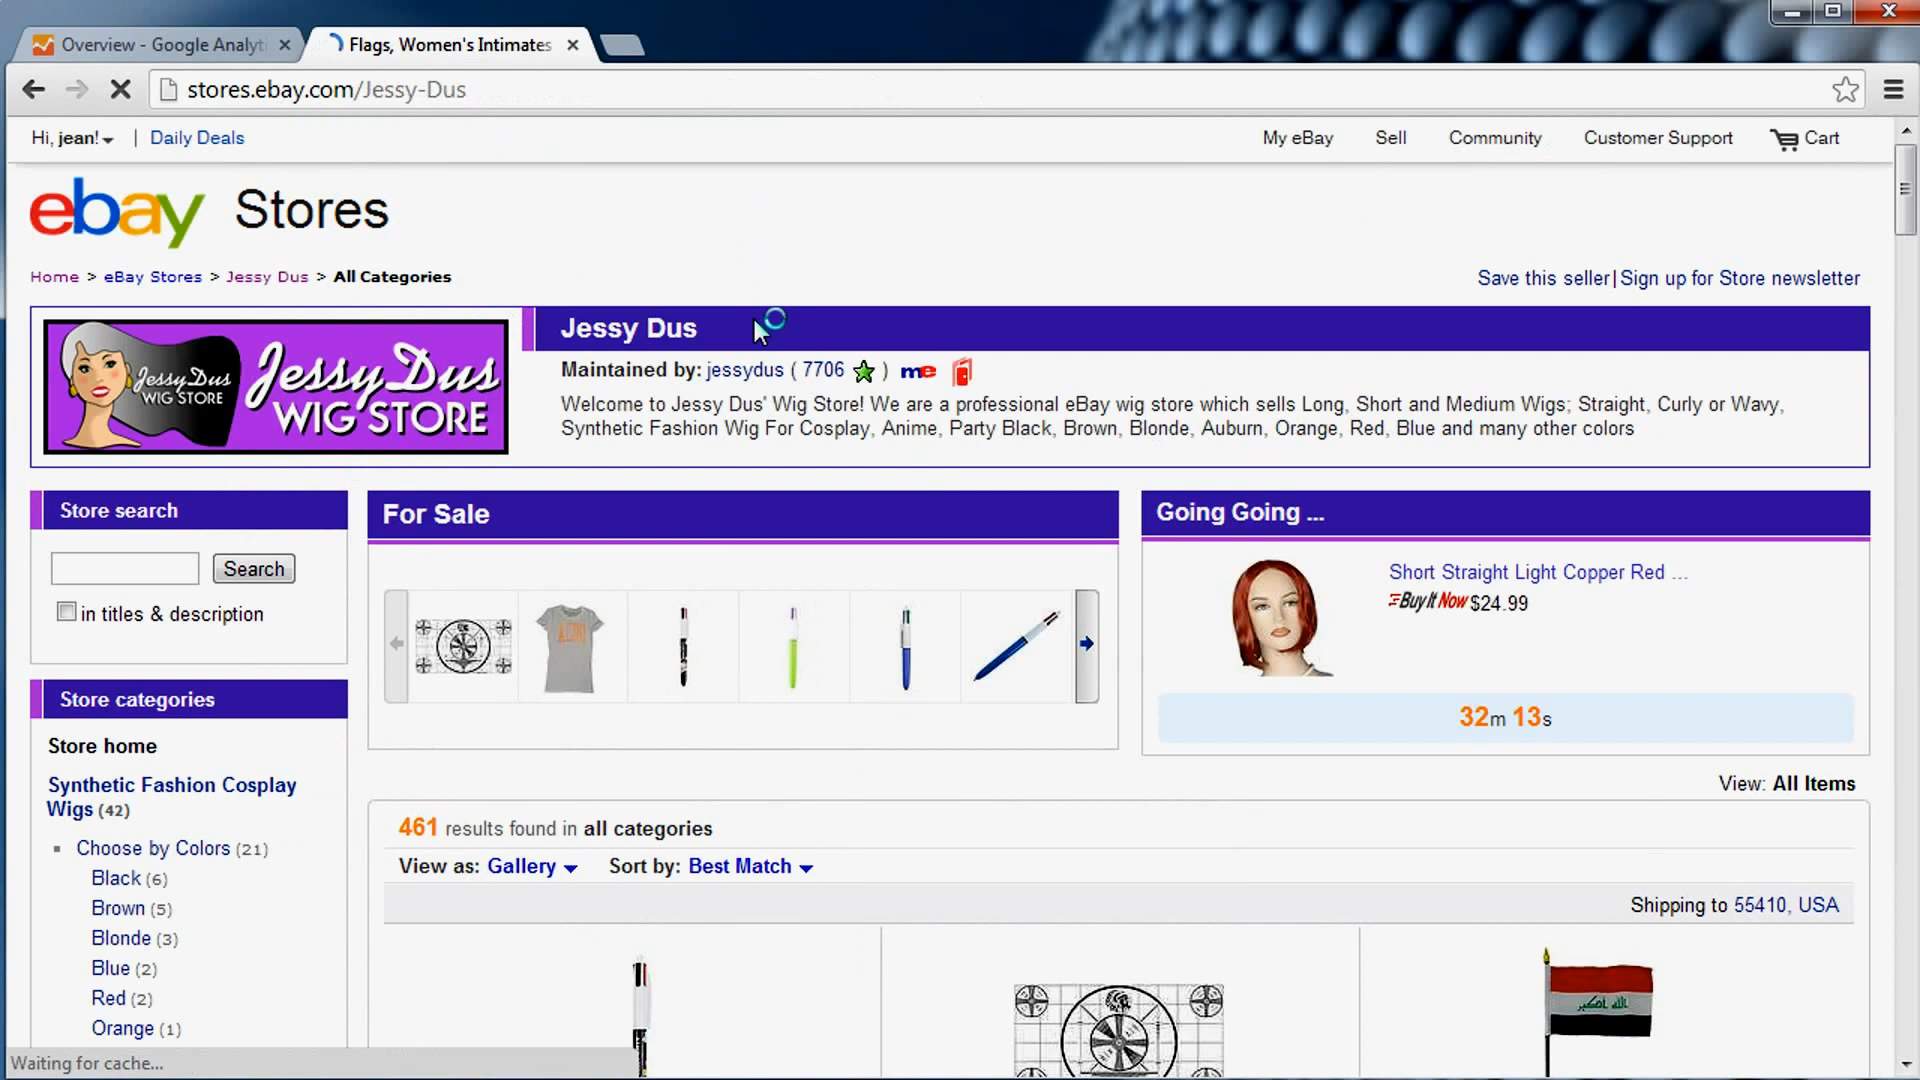 Overview - Google Analyti
Flags, Women's Intimates
stores.ebay.com/Jessy-Dus
Hi, jean! | Daily Deals
My eBay Sell Community Customer Support Cart
ebay Stores
Home > eBay Stores > Jessy Dus > All Categories
Save this seller | Sign up for Store newsletter
Jessy Dus
WIG STORE
Jessy Dus
WIG STORE
Jessy Dus
Maintained by: jessydus ( 7706 ) me
Welcome to Jessy Dus' Wig Store! We are a professional eBay wig store which sells Long, Short and Medium Wigs; Straight, Curly or Wavy,
Synthetic Fashion Wig For Cosplay, Anime, Party Black, Brown, Blonde, Auburn, Orange, Red, Blue and many other colors
Store search
Search
in titles & description
For Sale
Going Going ...
Short Straight Light Copper Red ...
Buy It Now $24.99
32m 13s
Store categories
Store home
Synthetic Fashion Cosplay
Wigs (42)
Choose by Colors (21)
Black (6)
Brown (5)
Blonde (3)
Blue (2)
Red (2)
Orange (1)
View: All Items
461 results found in all categories
View as: Gallery Sort by: Best Match
Shipping to 55410, USA
Waiting for cache...